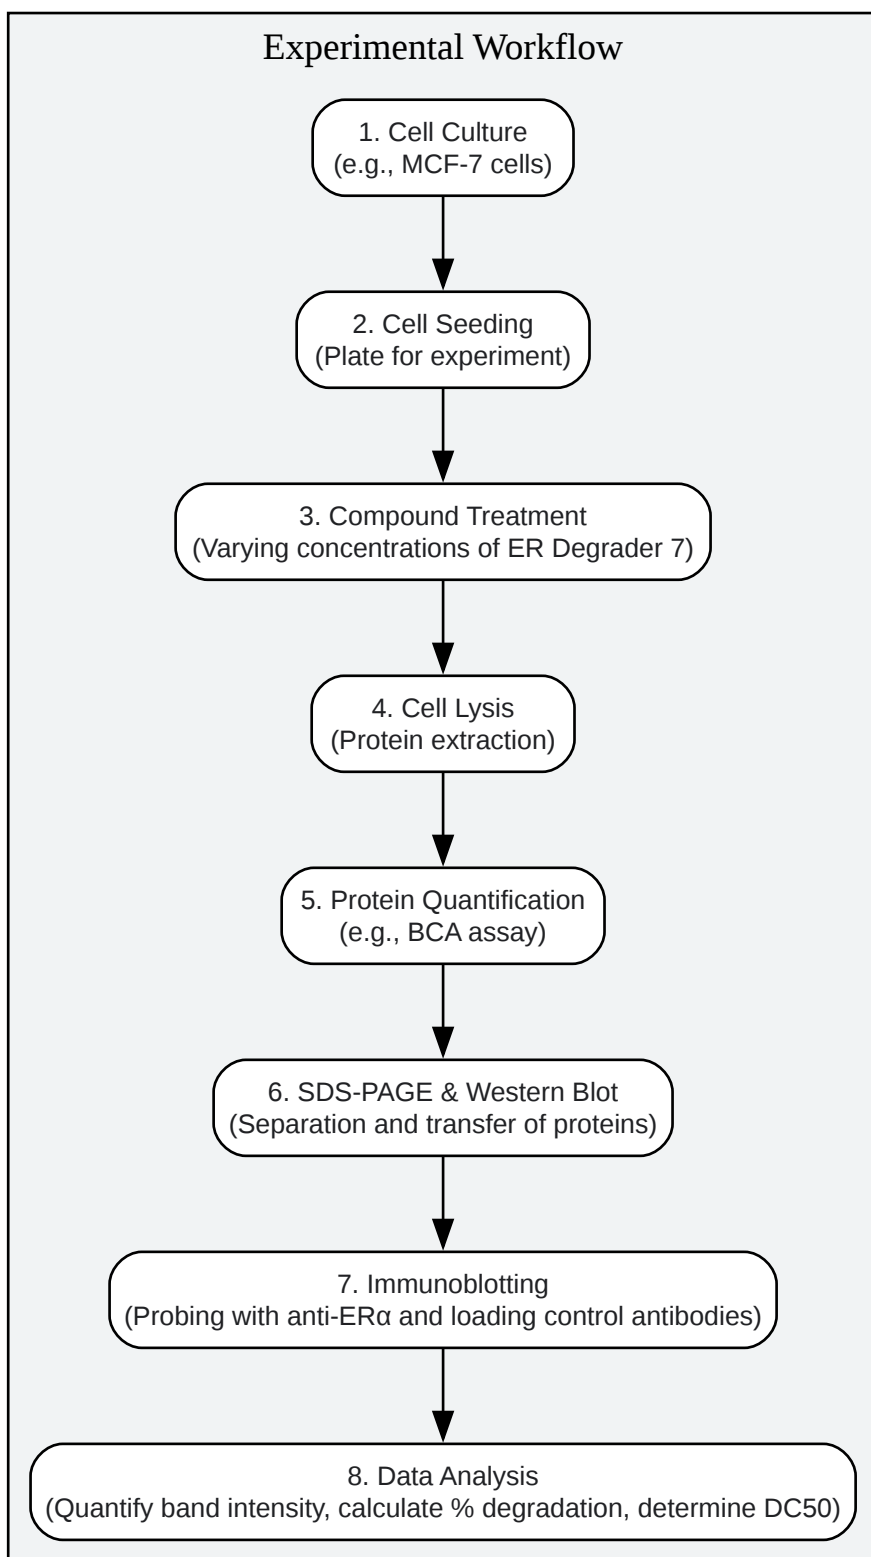 Experimental Workflow
1. Cell Culture
(e.g., MCF-7 cells)
2. Cell Seeding
(Plate for experiment)
3. Compound Treatment
(Varying concentrations of ER Degrader 7)
4. Cell Lysis
(Protein extraction)
5. Protein Quantification
(e.g., BCA assay)
6. SDS-PAGE & Western Blot
(Separation and transfer of proteins)
7. Immunoblotting
(Probing with anti-ERα and loading control antibodies)
8. Data Analysis
(Quantify band intensity, calculate % degradation, determine DC50)